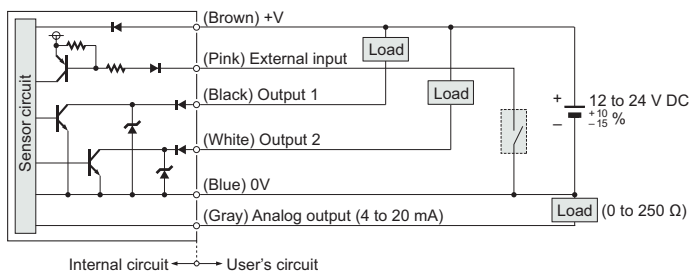 (Brown) +V
Load
(Pink) External input
Load
(Black) Output 1
+
12 to 24 V DC
+10
−15 %
−
Sensor circuit
(White) Output 2
(Blue) 0V
Load (0 to 250 Ω)
(Gray) Analog output (4 to 20 mA)
Internal circuit
User's circuit